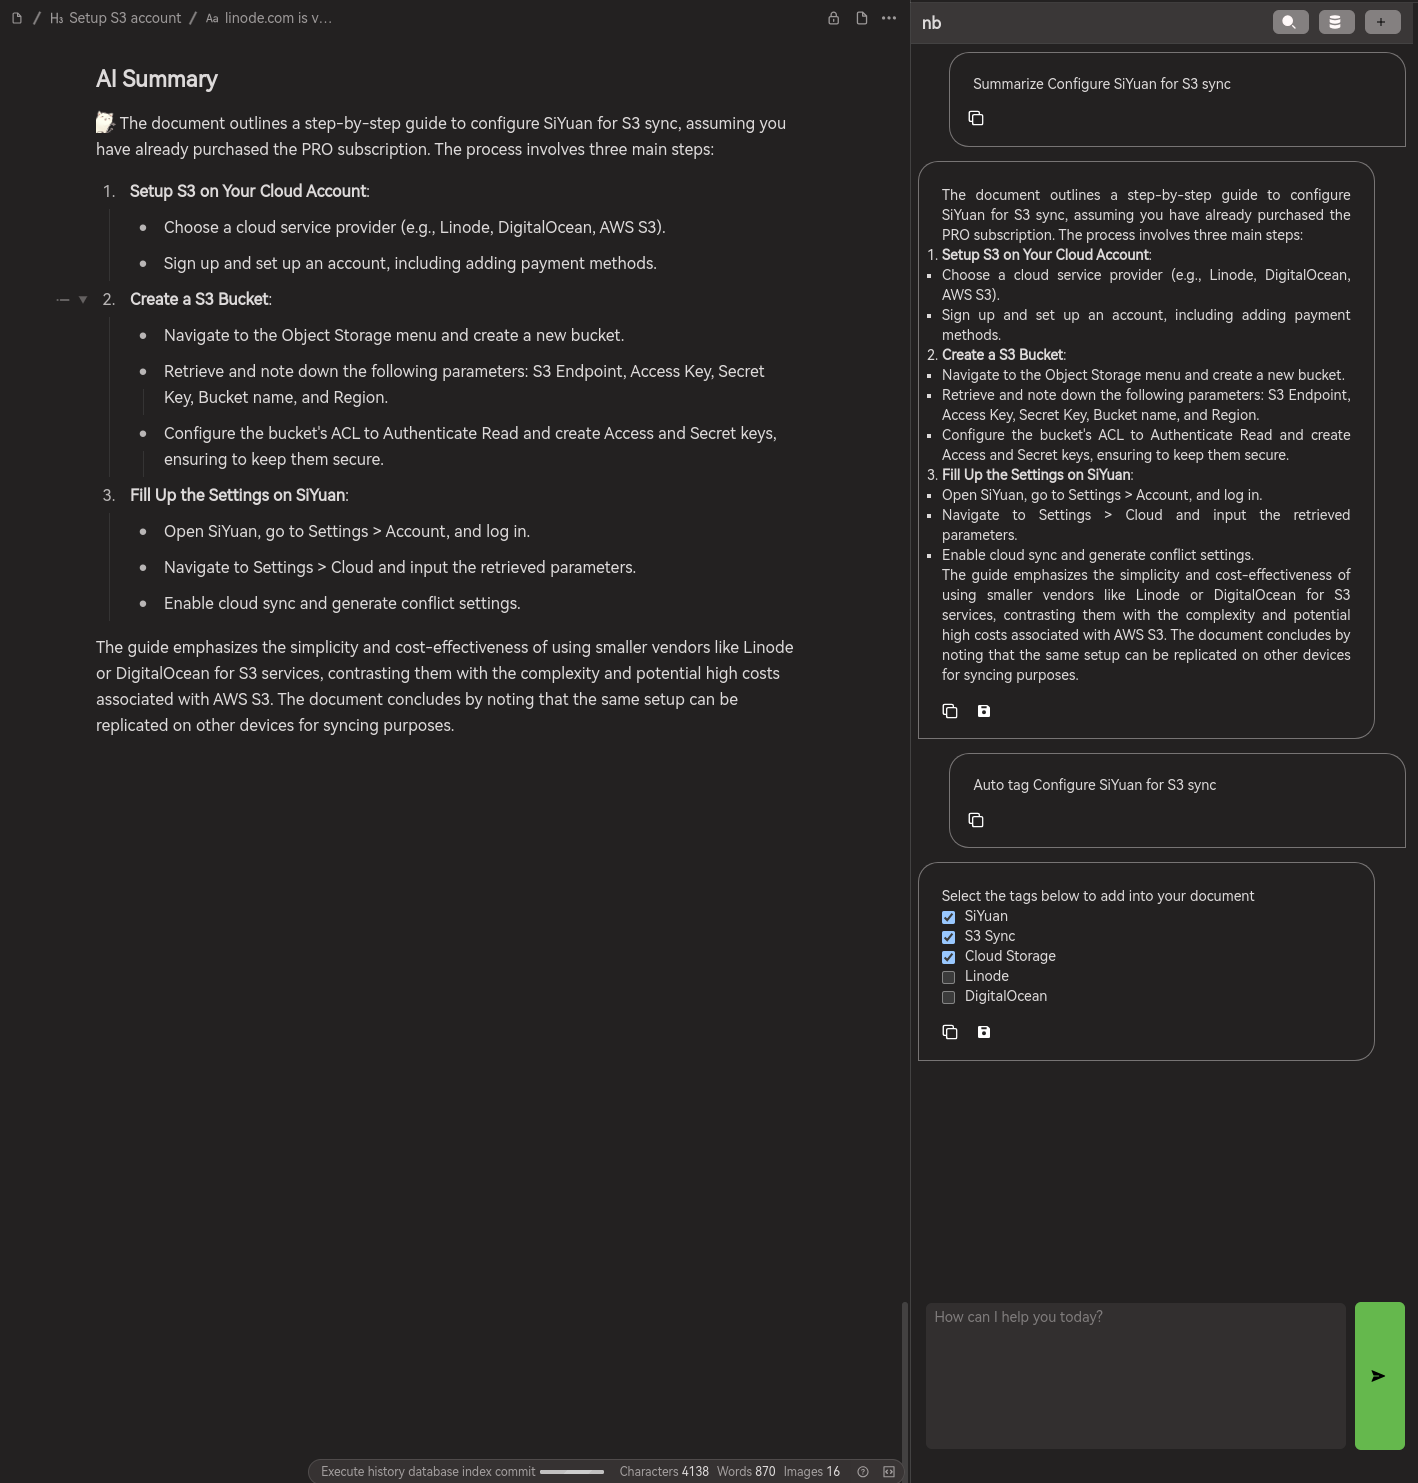 H3 Setup S3 account / Aa linode.com is v...
AI Summary
The document outlines a step-by-step guide to configure SiYuan for S3 sync, assuming you
have already purchased the PRO subscription. The process involves three main steps:
1. Setup S3 on Your Cloud Account:
Choose a cloud service provider (e.g., Linode, DigitalOcean, AWS S3).
Sign up and set up an account, including adding payment methods.
2. Create a S3 Bucket:
Navigate to the Object Storage menu and create a new bucket.
Retrieve and note down the following parameters: S3 Endpoint, Access Key, Secret
Key, Bucket name, and Region.
Configure the bucket's ACL to Authenticate Read and create Access and Secret keys,
ensuring to keep them secure.
3. Fill Up the Settings on SiYuan:
Open SiYuan, go to Settings > Account, and log in.
Navigate to Settings > Cloud and input the retrieved parameters.
Enable cloud sync and generate conflict settings.
The guide emphasizes the simplicity and cost-effectiveness of using smaller vendors like Linode
or DigitalOcean for S3 services, contrasting them with the complexity and potential high costs
associated with AWS S3. The document concludes by noting that the same setup can be
replicated on other devices for syncing purposes.
Execute history database index commit Characters 4138 Words 870 Images 16
nb
Summarize Configure SiYuan for S3 sync
The document outlines a step-by-step guide to configure
SiYuan for S3 sync, assuming you have already purchased the
PRO subscription. The process involves three main steps:
1. Setup S3 on Your Cloud Account:
Choose a cloud service provider (e.g., Linode, DigitalOcean,
AWS S3).
Sign up and set up an account, including adding payment
methods.
2. Create a S3 Bucket:
Navigate to the Object Storage menu and create a new bucket.
Retrieve and note down the following parameters: S3 Endpoint,
Access Key, Secret Key, Bucket name, and Region.
Configure the bucket's ACL to Authenticate Read and create
Access and Secret keys, ensuring to keep them secure.
3. Fill Up the Settings on SiYuan:
Open SiYuan, go to Settings > Account, and log in.
Navigate to Settings > Cloud and input the retrieved
parameters.
Enable cloud sync and generate conflict settings.
The guide emphasizes the simplicity and cost-effectiveness of
using smaller vendors like Linode or DigitalOcean for S3
services, contrasting them with the complexity and potential
high costs associated with AWS S3. The document concludes by
noting that the same setup can be replicated on other devices
for syncing purposes.
Auto tag Configure SiYuan for S3 sync
Select the tags below to add into your document
SiYuan
S3 Sync
Cloud Storage
Linode
DigitalOcean
How can I help you today?